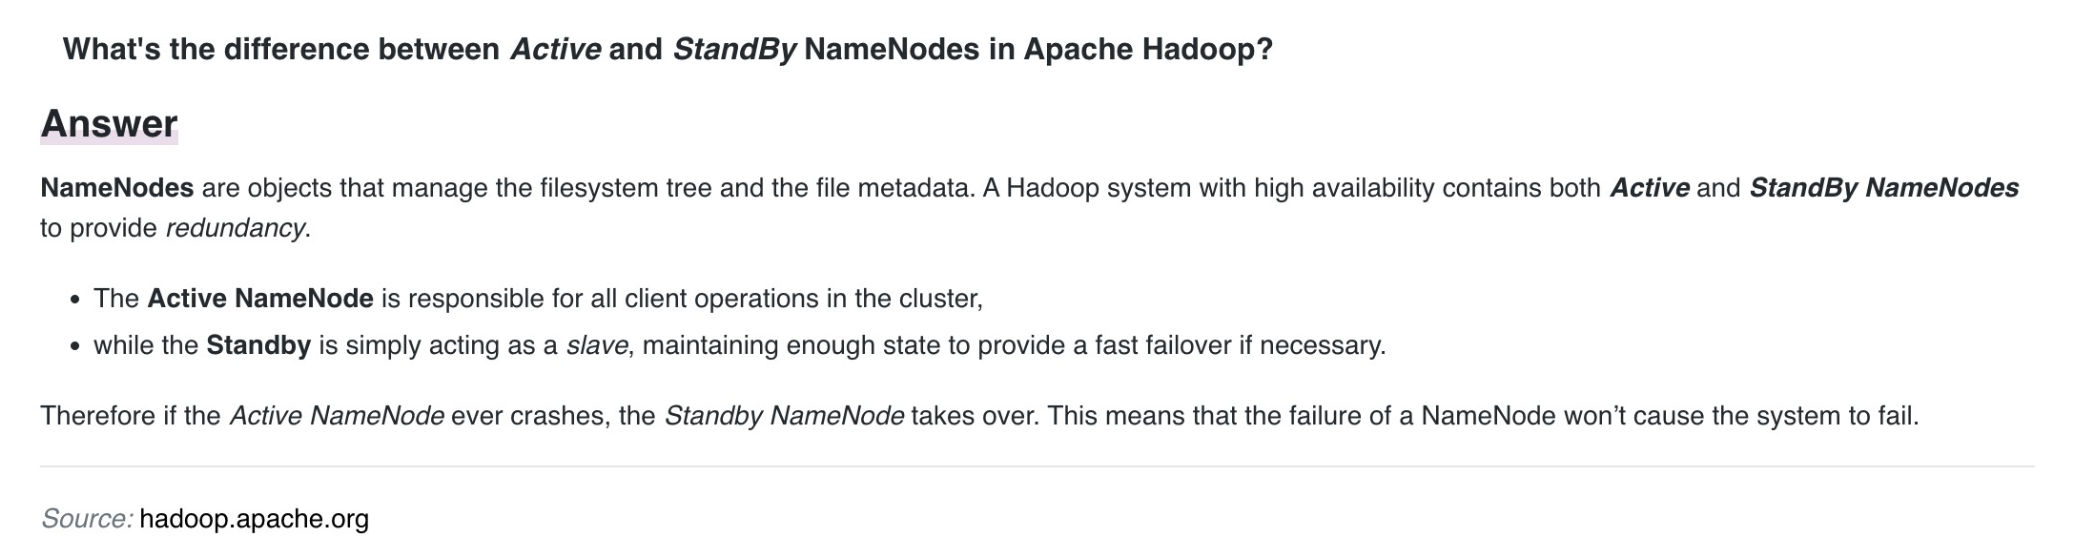 What's the difference between Active and StandBy NameNodes in Apache Hadoop?
Answer
NameNodes are objects that manage the filesystem tree and the file metadata. A Hadoop system with high availability contains both Active and StandBy NameNodes
to provide redundancy.
• The Active NameNode is responsible for all client operations in the cluster,
• while the Standby is simply acting as a slave, maintaining enough state to provide a fast failover if necessary.
Therefore if the Active NameNode ever crashes, the Standby NameNode takes over. This means that the failure of a NameNode won’t cause the system to fail.
Source: hadoop.apache.org